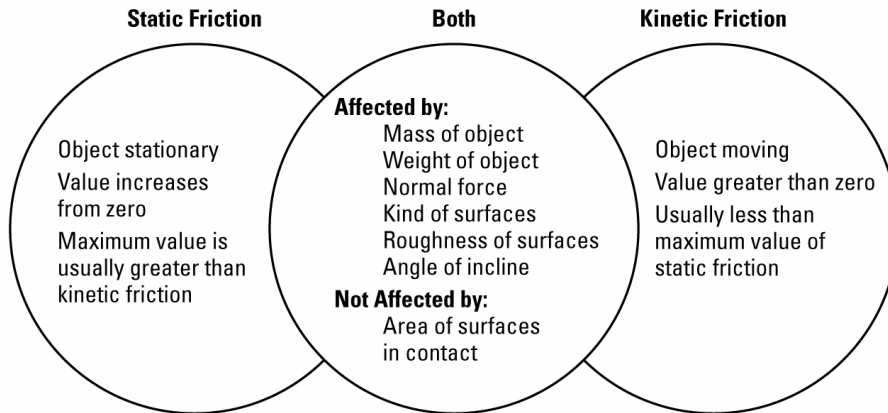 Static Friction
Both
Kinetic Friction
Object stationary
Value increases
from zero
Maximum value is
usually greater than
kinetic friction
Affected by:
Mass of object
Weight of object
Normal force
Kind of surfaces
Roughness of surfaces
Angle of incline
Not Affected by:
Area of surfaces
in contact
Object moving
Value greater than zero
Usually less than
maximum value of
static friction